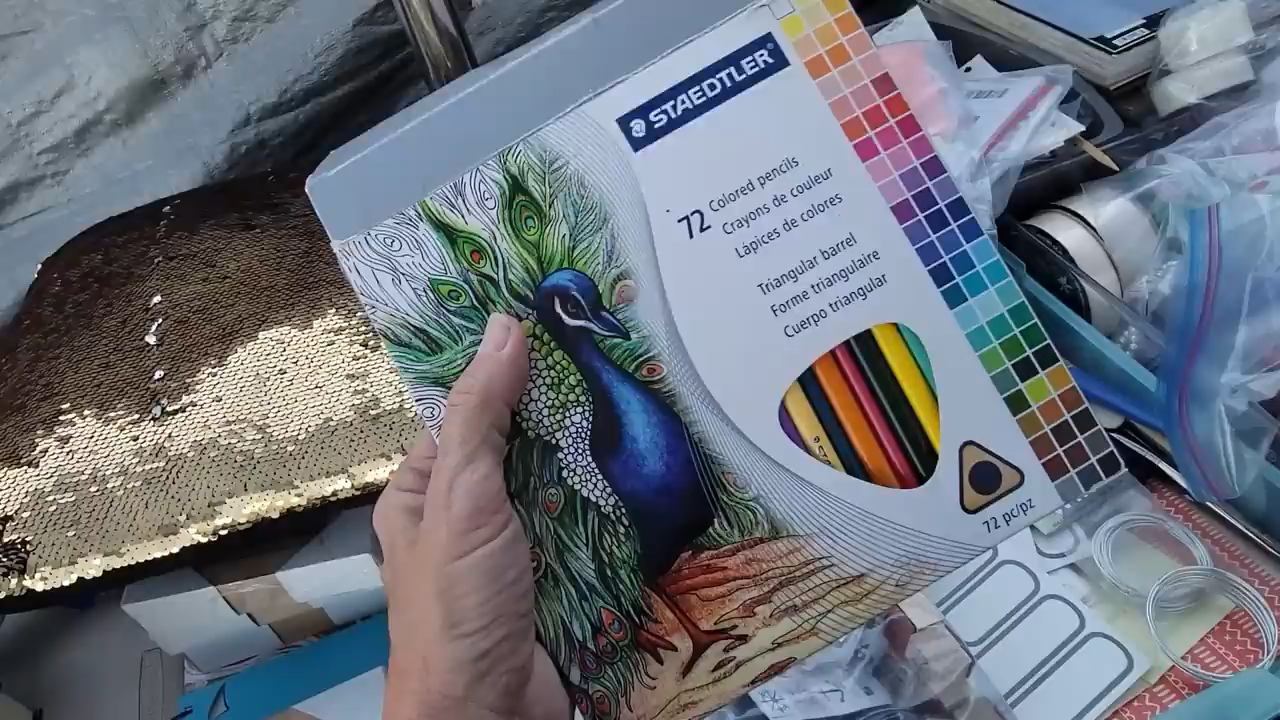 STAEDTLER
72 Colored pencils
Crayons de couleur
Lápices de colores
Triangular barrel
Forme triangulaire
Cuerpo triangular
72 pc/pz